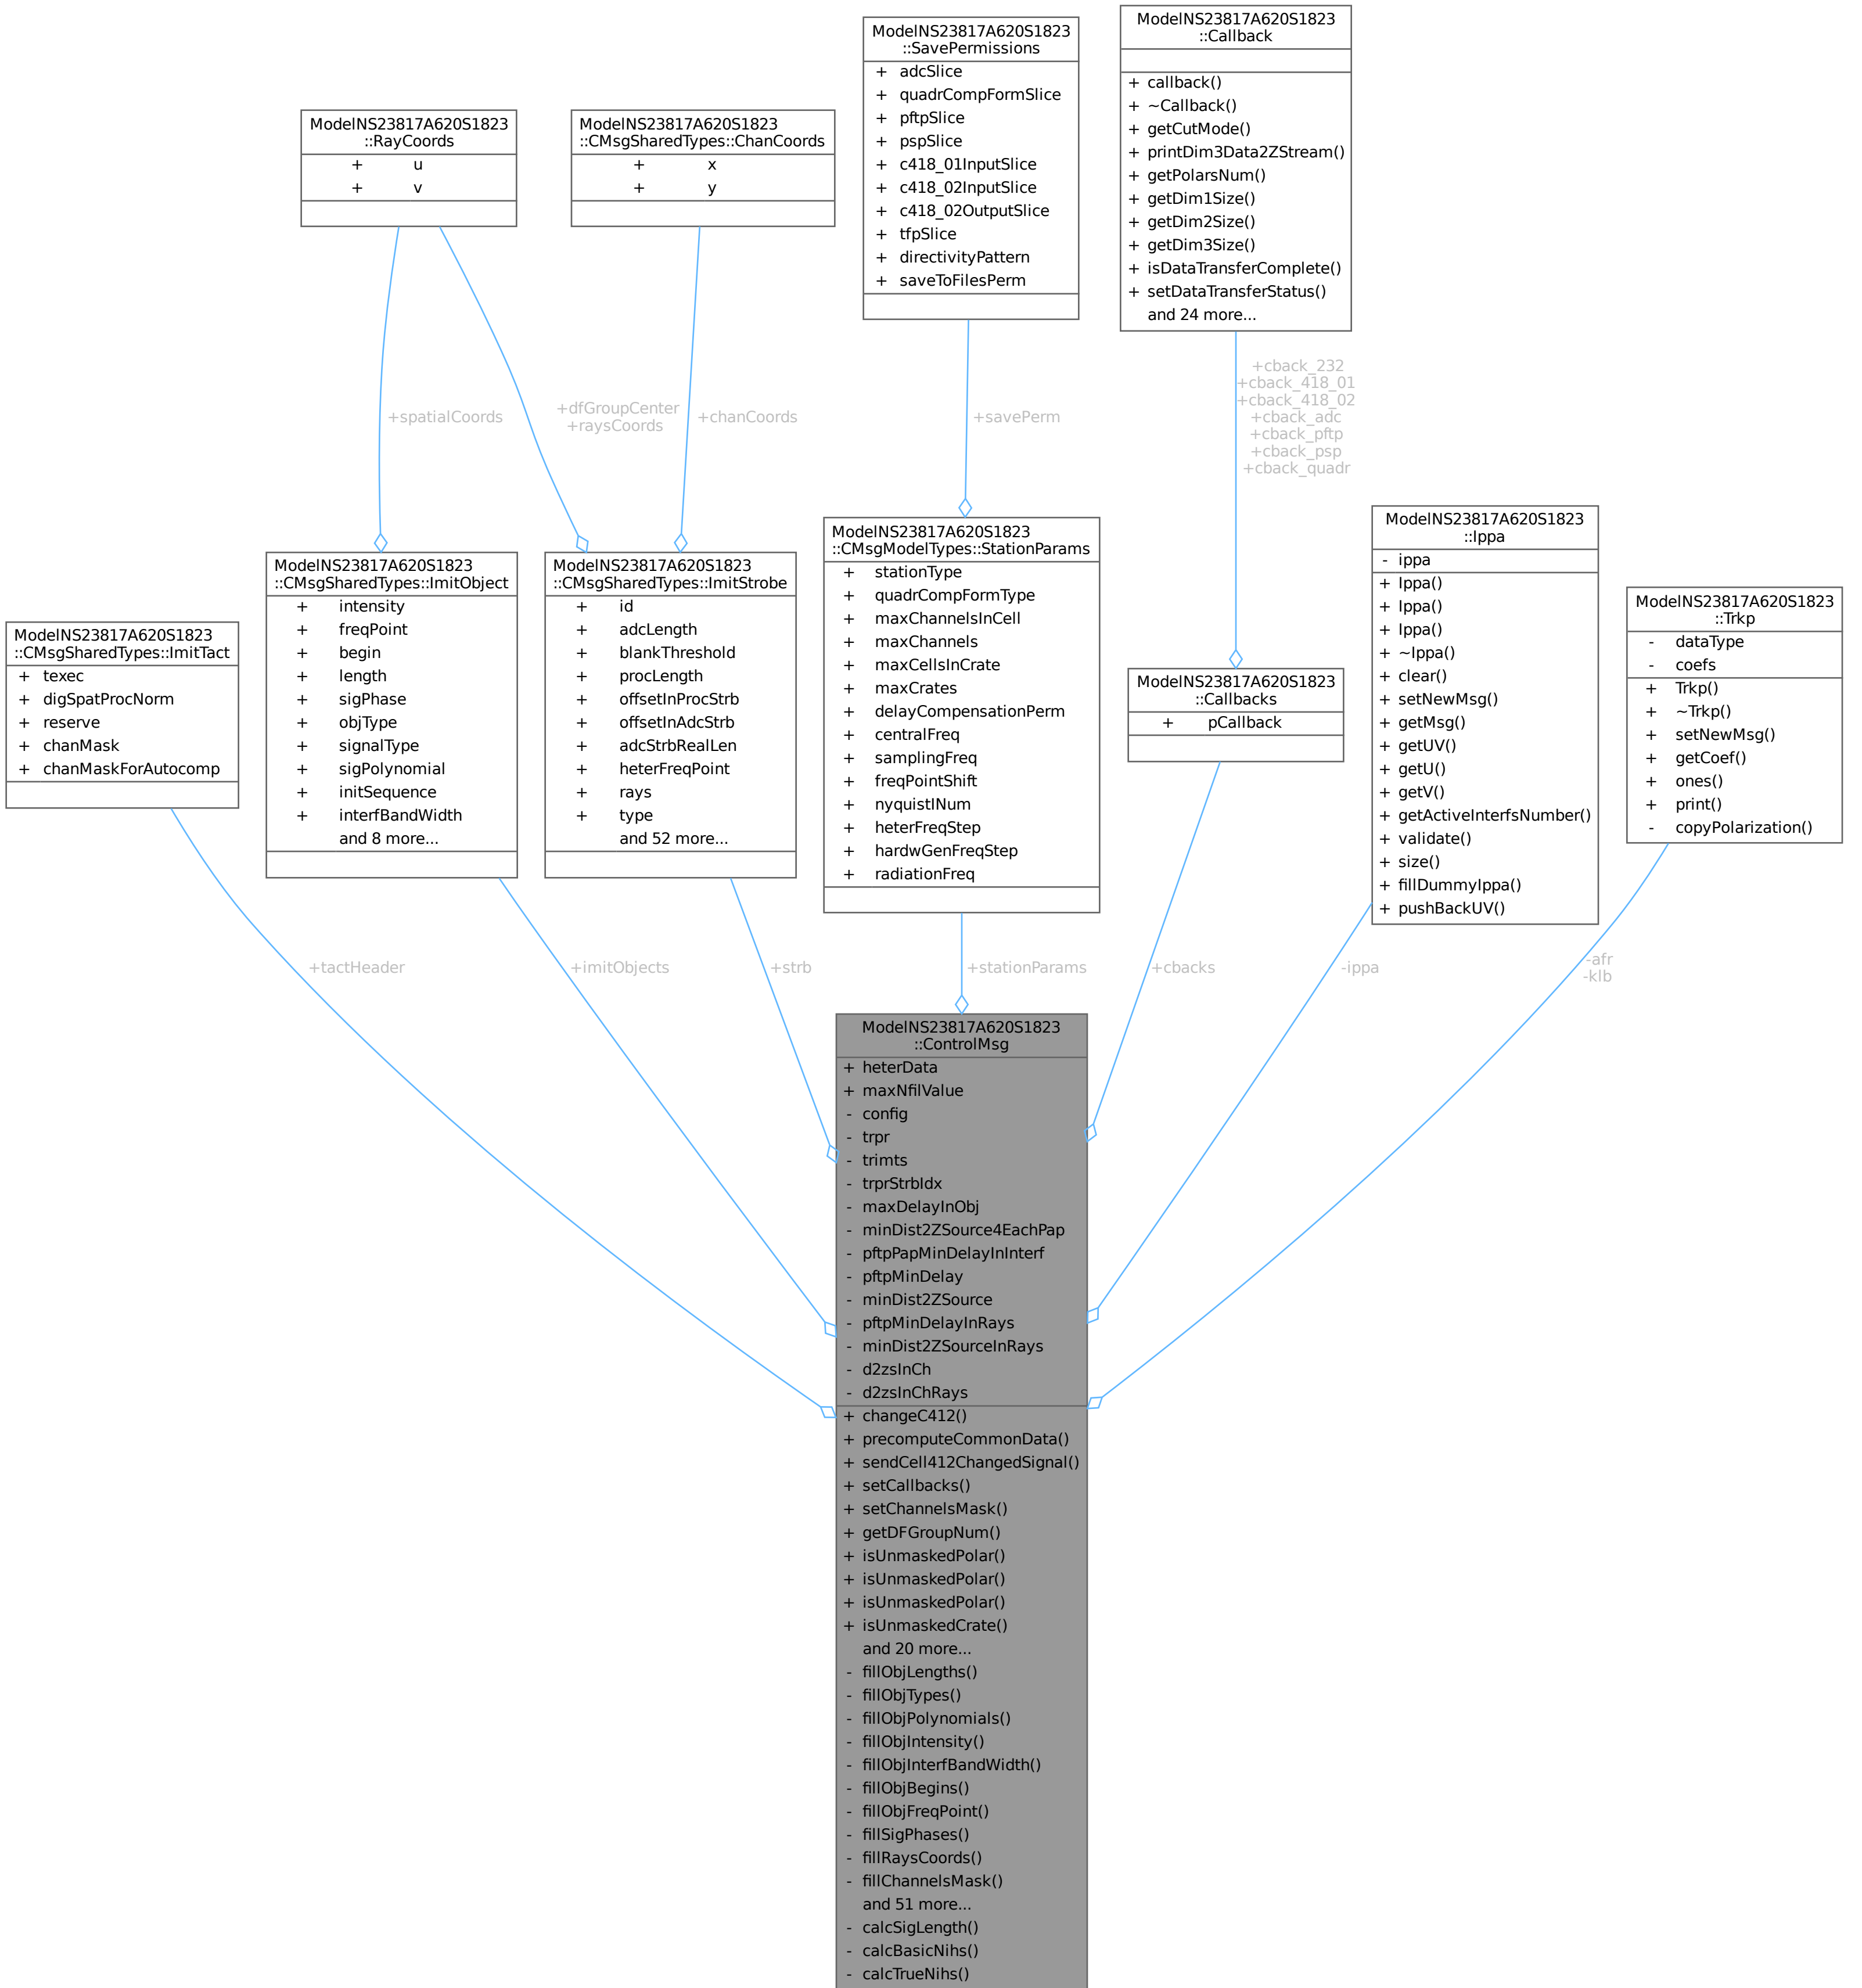 ModelNS23817A620S1823
::SavePermissions
+ adcSlice
+ quadrCompFormSlice
+ pftpSlice
+ pspSlice
+ c418_01InputSlice
+ c418_02InputSlice
+ c418_02OutputSlice
+ tfpSlice
+ directivityPattern
+ saveToFilesPerm
ModelNS23817A620S1823
::Callback
+ callback()
+ ~Callback()
+ getCutMode()
+ printDim3Data2ZStream()
+ getPolarsNum()
+ getDim1Size()
+ getDim2Size()
+ getDim3Size()
+ isDataTransferComplete()
+ setDataTransferStatus()
and 24 more...
ModelNS23817A620S1823
::RayCoords
+ u
+ v
ModelNS23817A620S1823
::CMsgSharedTypes::ChanCoords
+ x
+ y
+spatialCoords
+dfGroupCenter
+raysCoords
+chanCoords
+savePerm
+cback_232
+cback_418_01
+cback_418_02
+cback_adc
+cback_pftp
+cback_psp
+cback_quadr
ModelNS23817A620S1823
::CMsgSharedTypes::ImitTact
+ texec
+ digSpatProcNorm
+ reserve
+ chanMask
+ chanMaskForAutocomp
ModelNS23817A620S1823
::CMsgSharedTypes::ImitObject
+ intensity
+ freqPoint
+ begin
+ length
+ sigPhase
+ objType
+ signalType
+ sigPolynomial
+ initSequence
+ interfBandWidth
and 8 more...
ModelNS23817A620S1823
::CMsgSharedTypes::ImitStrobe
+ id
+ adcLength
+ blankThreshold
+ procLength
+ offsetInProcStrb
+ offsetInAdcStrb
+ adcStrbRealLen
+ heterFreqPoint
+ rays
+ type
and 52 more...
ModelNS23817A620S1823
::CMsgModelTypes::StationParams
+ stationType
+ quadrCompFormType
+ maxChannelsInCell
+ maxChannels
+ maxCellsInCrate
+ maxCrates
+ delayCompensationPerm
+ centralFreq
+ samplingFreq
+ freqPointShift
+ nyquistINum
+ heterFreqStep
+ hardwGenFreqStep
+ radiationFreq
ModelNS23817A620S1823
::Callbacks
+ pCallback
ModelNS23817A620S1823
::Ippa
- ippa
+ Ippa()
+ Ippa()
+ Ippa()
+ ~Ippa()
+ clear()
+ setNewMsg()
+ getMsg()
+ getUV()
+ getU()
+ getV()
+ getActiveInterfsNumber()
+ validate()
+ size()
+ fillDummyIppa()
+ pushBackUV()
ModelNS23817A620S1823
::Trkp
- dataType
- coefs
+ Trkp()
+ ~Trkp()
+ setNewMsg()
+ getCoef()
+ ones()
+ print()
- copyPolarization()
+tactHeader
+imitObjects
+strb
+stationParams
+cbacks
-ippa
-afr
-klb
ModelNS23817A620S1823
::ControlMsg
+ heterData
+ maxNfilValue
- config
- trpr
- trimts
- trprStrbIdx
- maxDelayInObj
- minDist2ZSource4EachPap
- pftpPapMinDelayInInterf
- pftpMinDelay
- minDist2ZSource
- pftpMinDelayInRays
- minDist2ZSourceInRays
- d2zsInCh
- d2zsInChRays
+ changeC412()
+ precomputeCommonData()
+ sendCell412ChangedSignal()
+ setCallbacks()
+ setChannelsMask()
+ getDFGroupNum()
+ isUnmaskedPolar()
+ isUnmaskedPolar()
+ isUnmaskedPolar()
+ isUnmaskedCrate()
and 20 more...
- fillObjLengths()
- fillObjTypes()
- fillObjPolynomials()
- fillObjIntensity()
- fillObjInterfBandWidth()
- fillObjBegins()
- fillObjFreqPoint()
- fillSigPhases()
- fillRaysCoords()
- fillChannelsMask()
and 51 more...
- calcSigLength()
- calcBasicNihs()
- calcTrueNihs()